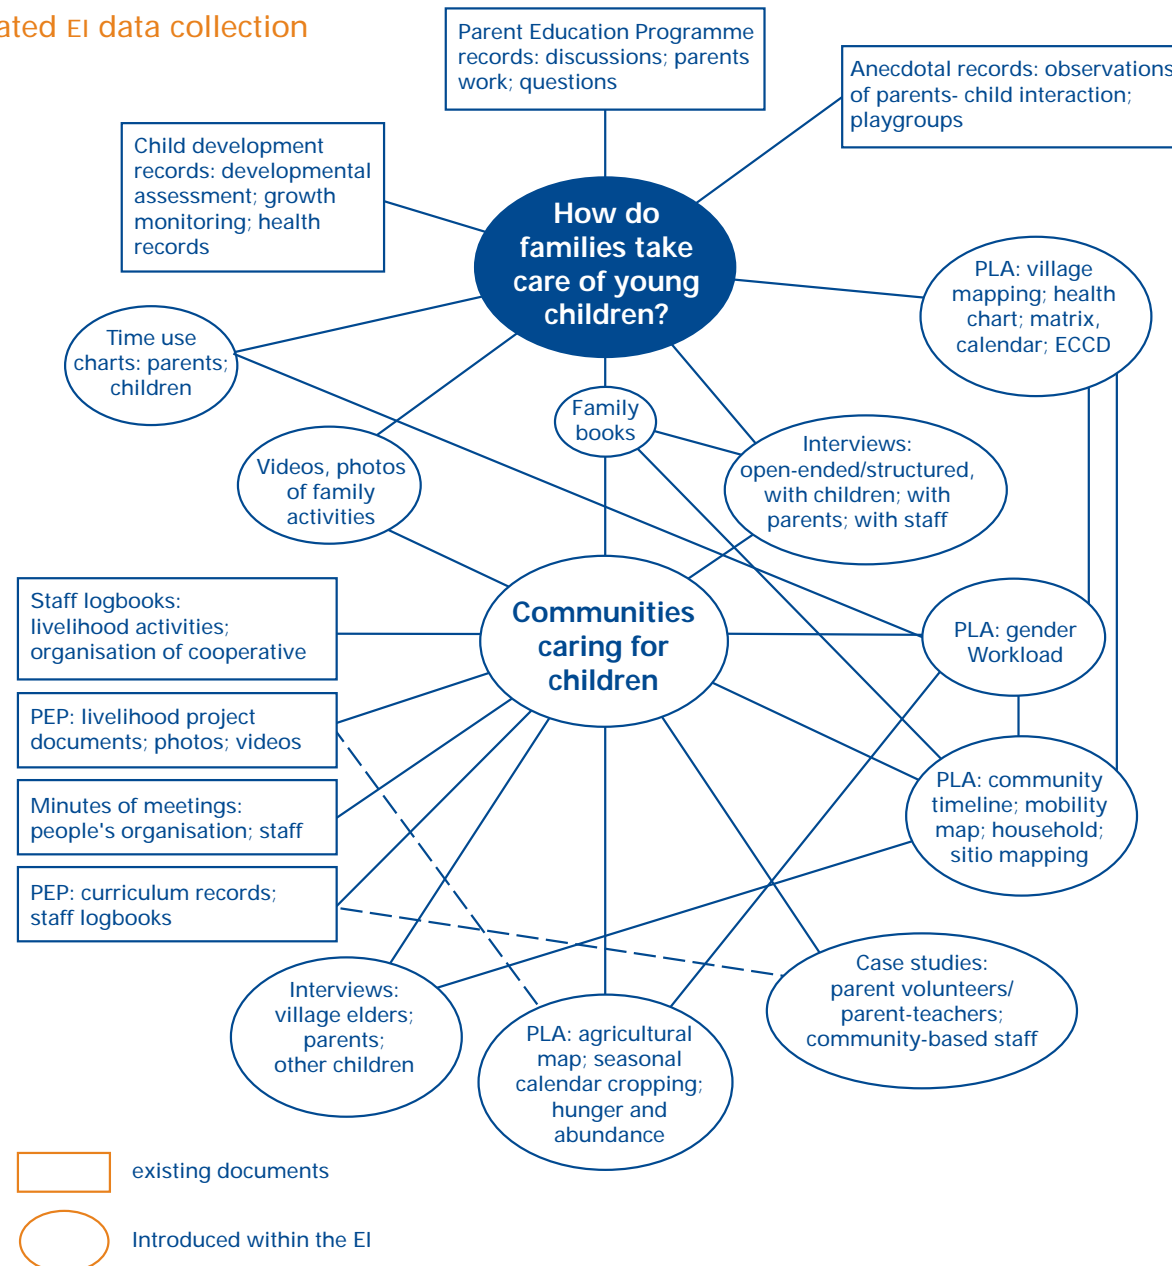 EI data collection
Parent Education Programme
records: discussions; parents
work; questions
Anecdotal records: observations
of parents- child interaction;
playgroups
Child development
records: developmental
assessment; growth
monitoring; health
records
How do
families take
care of young
children?
PLA: village
mapping; health
chart; matrix,
calendar; ECCD
Time use
charts: parents;
children
Family
books
Videos, photos
of family
activities
Interviews:
open-ended/structured,
with children; with
parents; with staff
Staff logbooks:
livelihood activities;
organisation of cooperative
Communities
caring for
children
PLA: gender
Workload
PEP: livelihood project
documents; photos; videos
Minutes of meetings:
people's organisation; staff
PLA: community
timeline; mobility
map; household;
sitio mapping
PEP: curriculum records;
staff logbooks
Interviews:
village elders;
parents;
other children
PLA: agricultural
map; seasonal
calendar cropping;
hunger and
abundance
Case studies:
parent volunteers/
parent-teachers;
community-based staff
existing documents
Introduced within the EI